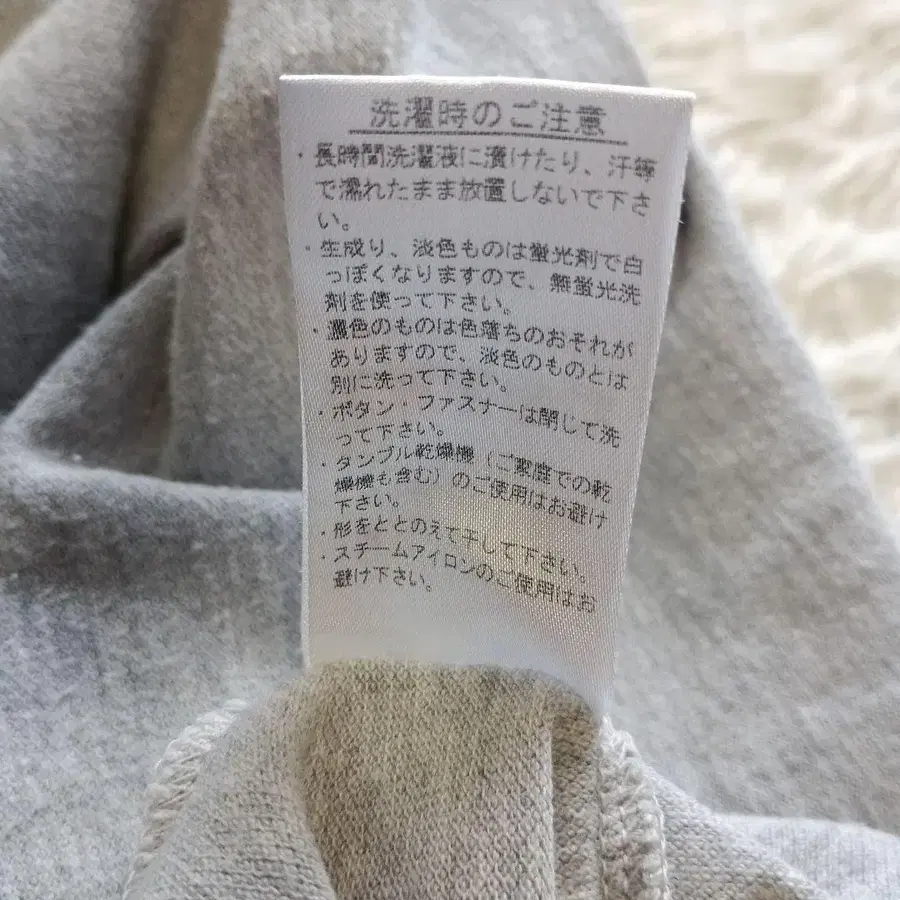 洗濯時のご注意
・長時間洗濯液に漬けたり、汗等
で濡れたまま放置しないで下さ
い。
・生成り、淡色ものは蛍光剤で白
っぽくなりますので、無蛍光洗
剤を使って下さい。
・濃色のものは色落ちのおそれが
ありますので、淡色のものとは
別に洗って下さい。
・ボタン・ファスナーは閉じて洗
って下さい。
・タンブル乾燥機（ご家庭での乾
燥機も含む）のご使用はお避け
下さい。
・形をととのえて干して下さい。
・スチームアイロンのご使用はお
避け下さい。